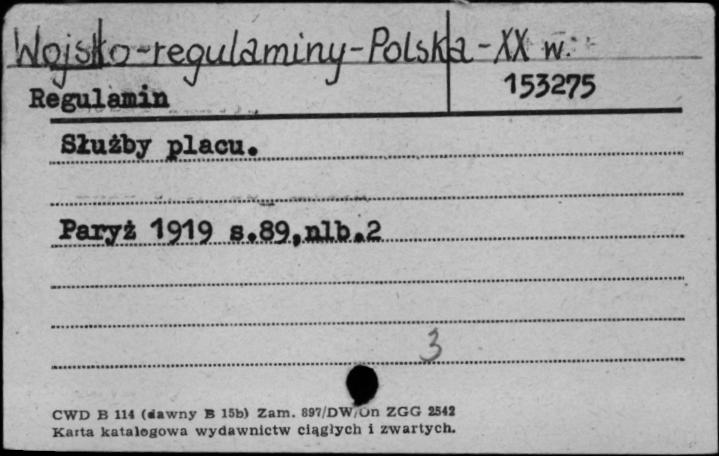 Wojsko-regulaminy-Polska-XX w.
153275
Regulamin
Służby placu.
Paryż 1919 s.89,nlb.2
3
CWD B 114 (dawny B 15b) Zam. 897/DW/Un ZGG 2542
Karta katalogowa wydawnictw ciągłych i zwartych.